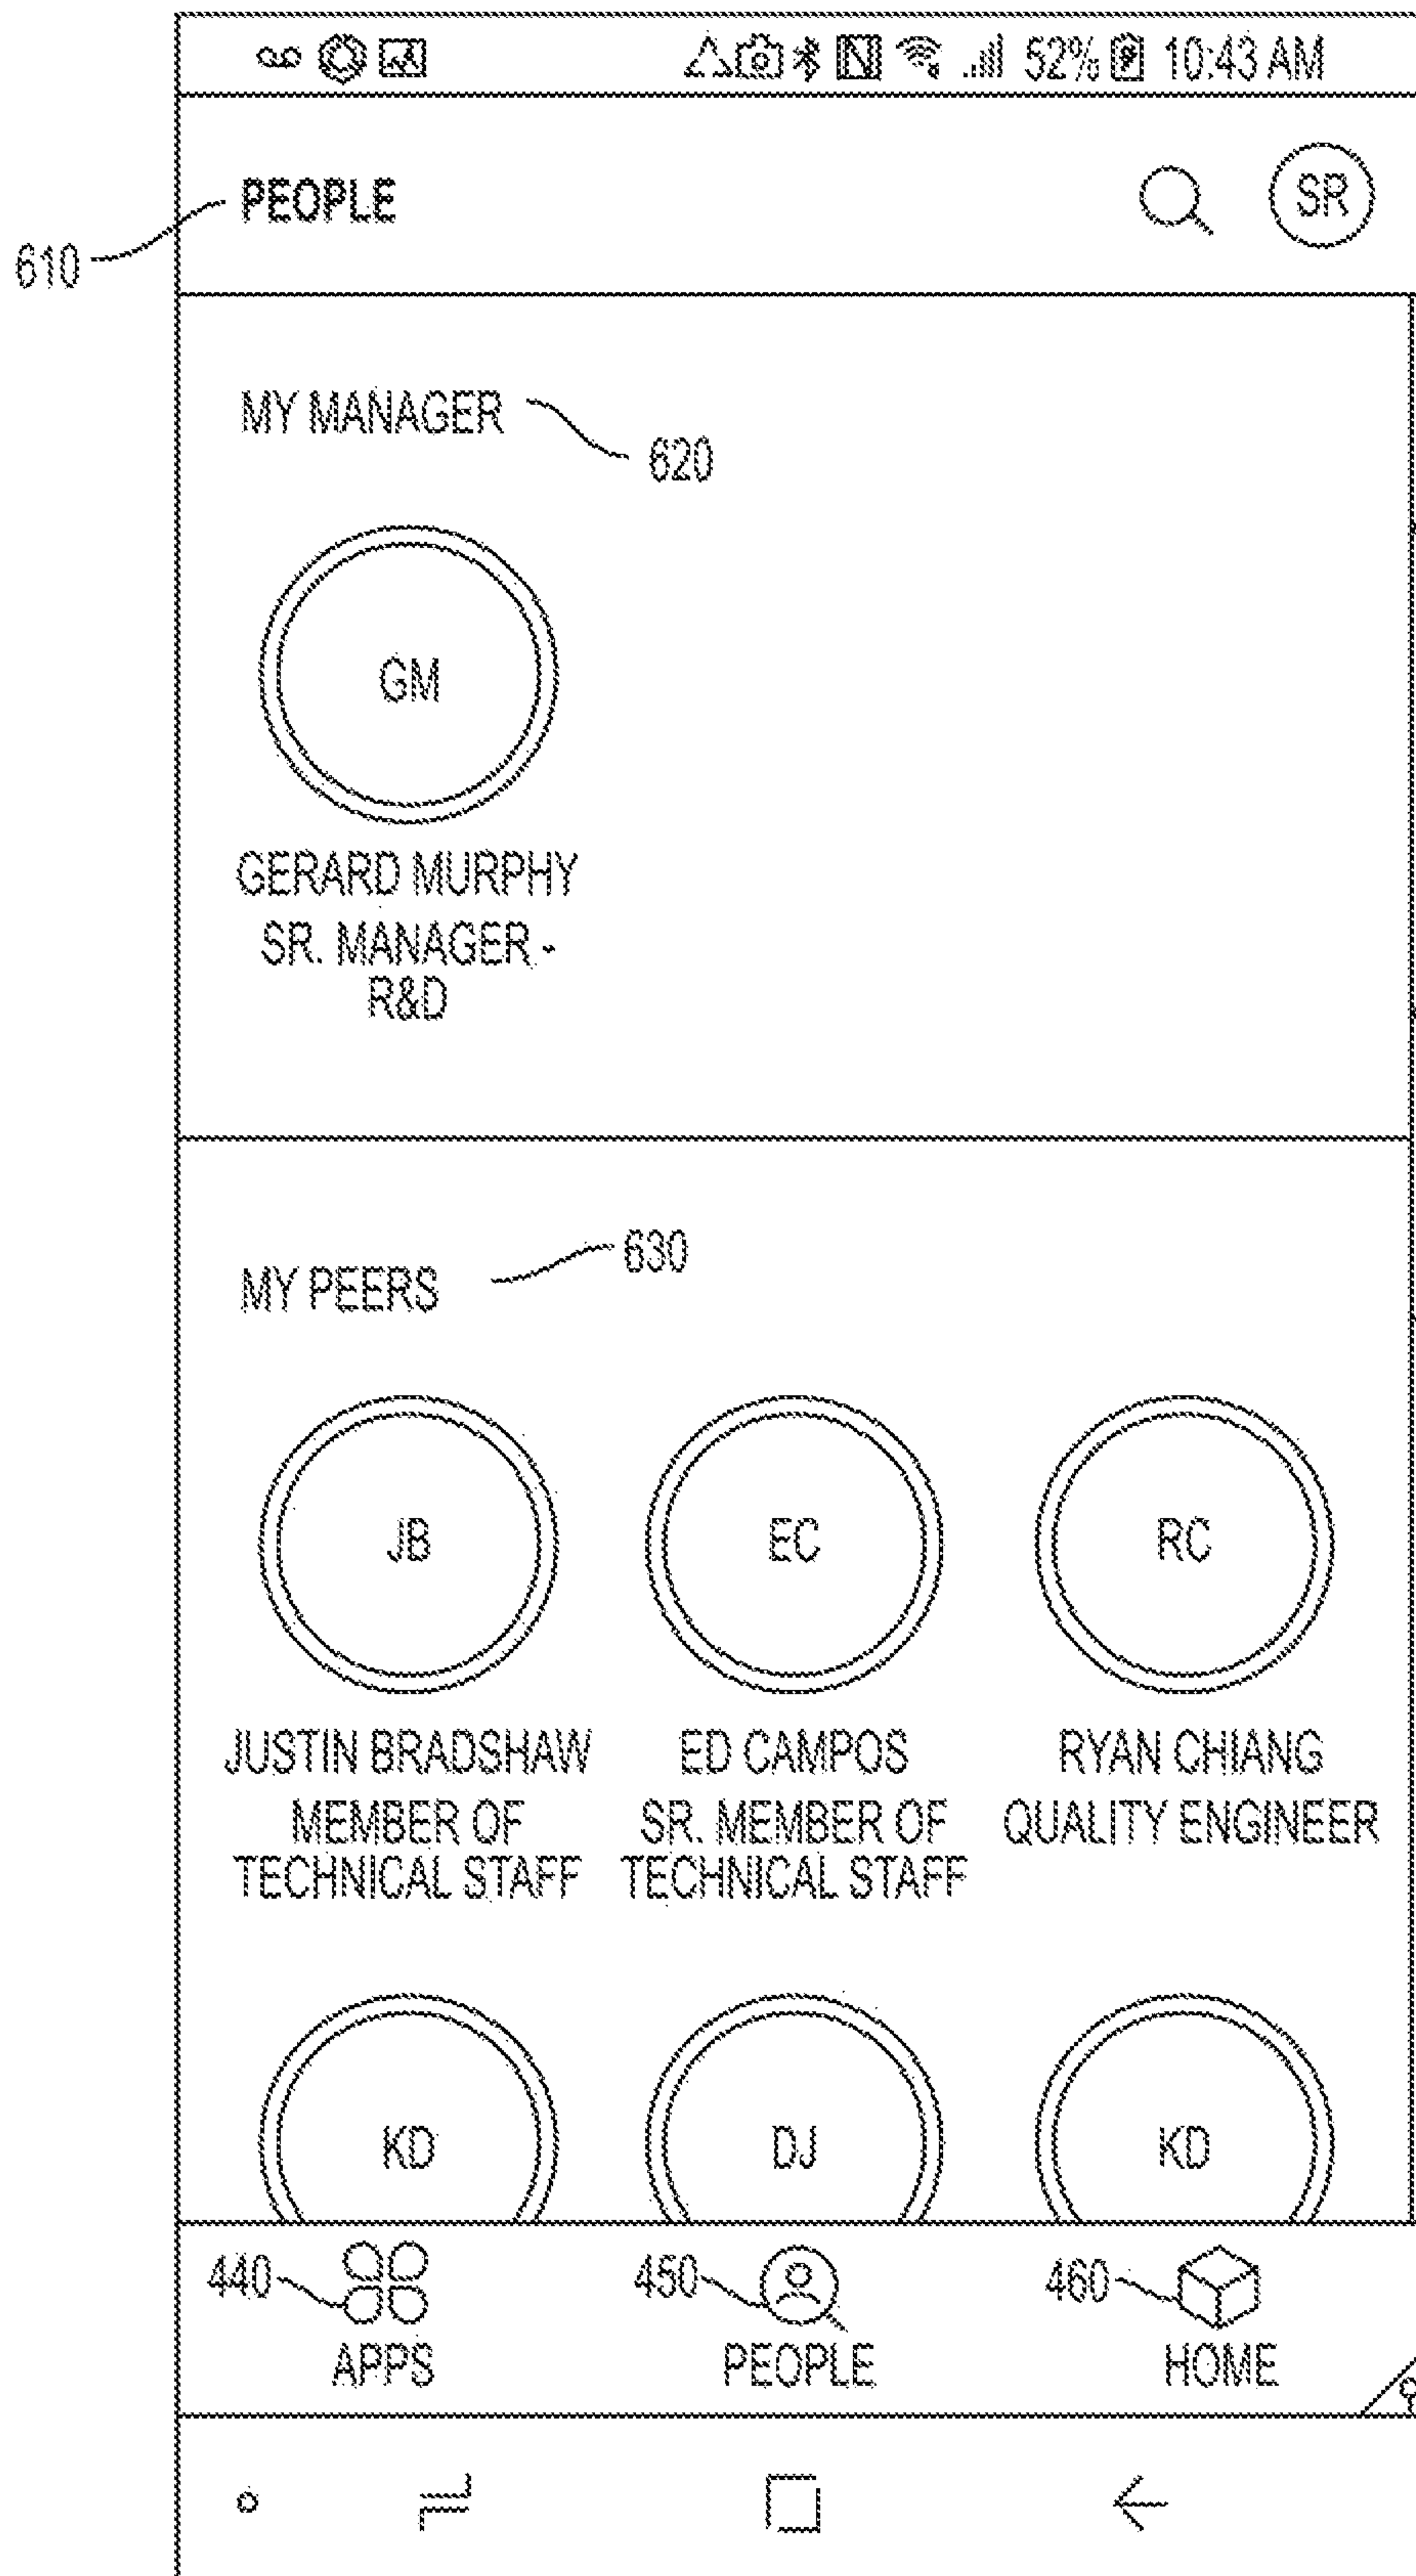 52% 10:43 AM
PEOPLE
SR
610
MY MANAGER
620
GM
GERARD MURPHY
SR. MANAGER -
R&D
MY PEERS
630
JB EC RC
JUSTIN BRADSHAW ED CAMPOS RYAN CHIANG
MEMBER OF SR. MEMBER OF QUALITY ENGINEER
TECHNICAL STAFF TECHNICAL STAFF
KD DJ KD
440 450 460
APPS PEOPLE HOME